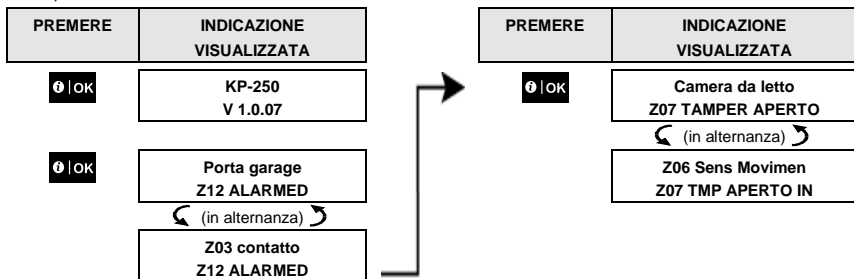 PREMERE
INDICAZIONE
VISUALIZZATA
i | OK
KP-250
V 1.0.07
i | OK
Porta garage
Z12 ALARMED
(in alternanza)
Z03 contatto
Z12 ALARMED
PREMERE
INDICAZIONE
VISUALIZZATA
i | OK
Camera da letto
Z07 TAMPER APERTO
(in alternanza)
Z06 Sens Movimen
Z07 TMP APERTO IN